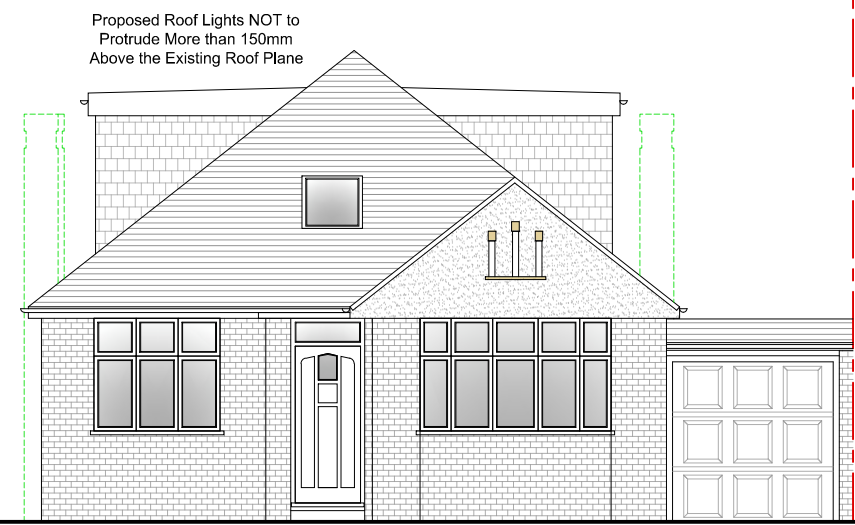 Proposed Roof Lights NOT to
Protrude More than 150mm
Above the Existing Roof Plane